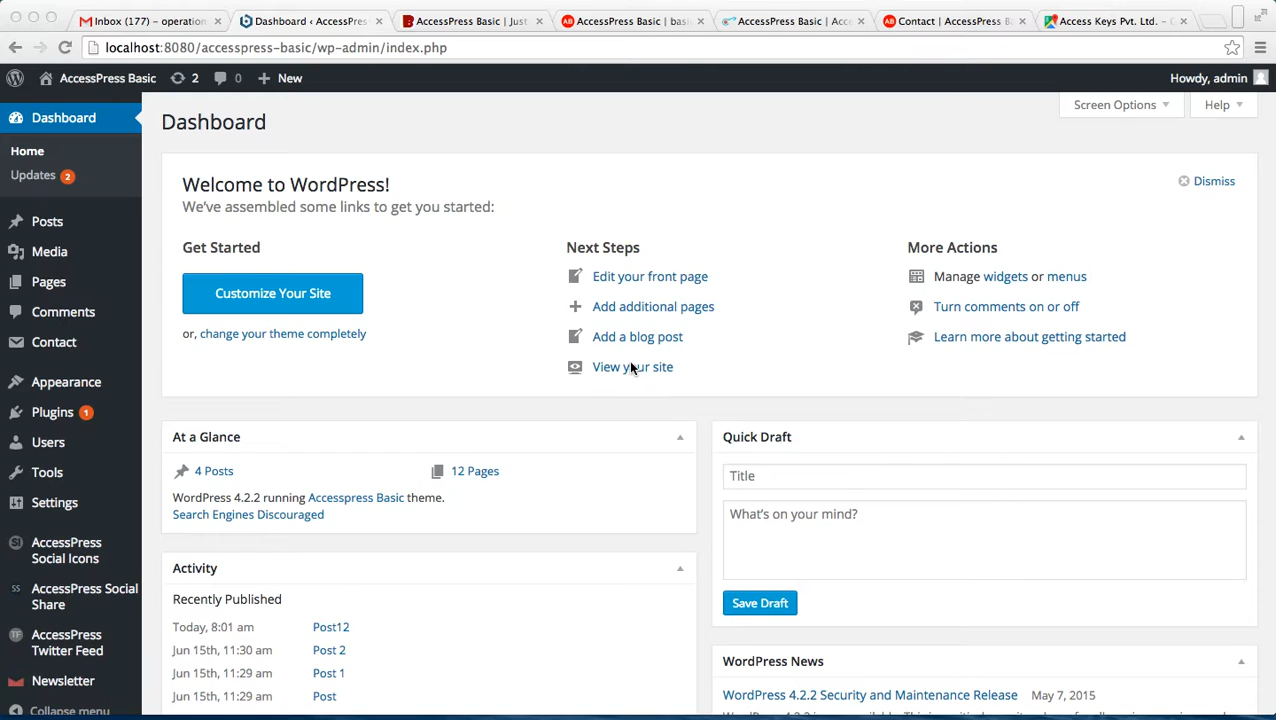 Inbox (177) – operation
Dashboard ‹ AccessPres
AccessPress Basic | Just
AccessPress Basic | basi
AccessPress Basic | Acc
Contact | AccessPress B
Access Keys Pvt. Ltd. – G
localhost:8080/accesspress-basic/wp-admin/index.php
AccessPress Basic
2
0
New
Howdy, admin
Dashboard
Home
Updates 2
Posts
Media
Pages
Comments
Contact
Appearance
Plugins 1
Users
Tools
Settings
AccessPress
Social Icons
SS AccessPress Social
Share
TF AccessPress
Twitter Feed
Newsletter
Collapse menu
Screen Options
Help
Dashboard
Welcome to WordPress!
We've assembled some links to get you started:
Dismiss
Get Started
Customize Your Site
or, change your theme completely
Next Steps
Edit your front page
Add additional pages
Add a blog post
View your site
More Actions
Manage widgets or menus
Turn comments on or off
Learn more about getting started
At a Glance
4 Posts
12 Pages
WordPress 4.2.2 running Accesspress Basic theme.
Search Engines Discouraged
Activity
Recently Published
Today, 8:01 am Post12
Jun 15th, 11:30 am Post 2
Jun 15th, 11:29 am Post 1
Jun 15th, 11:29 am Post
Quick Draft
Title
What's on your mind?
Save Draft
WordPress News
WordPress 4.2.2 Security and Maintenance Release May 7, 2015